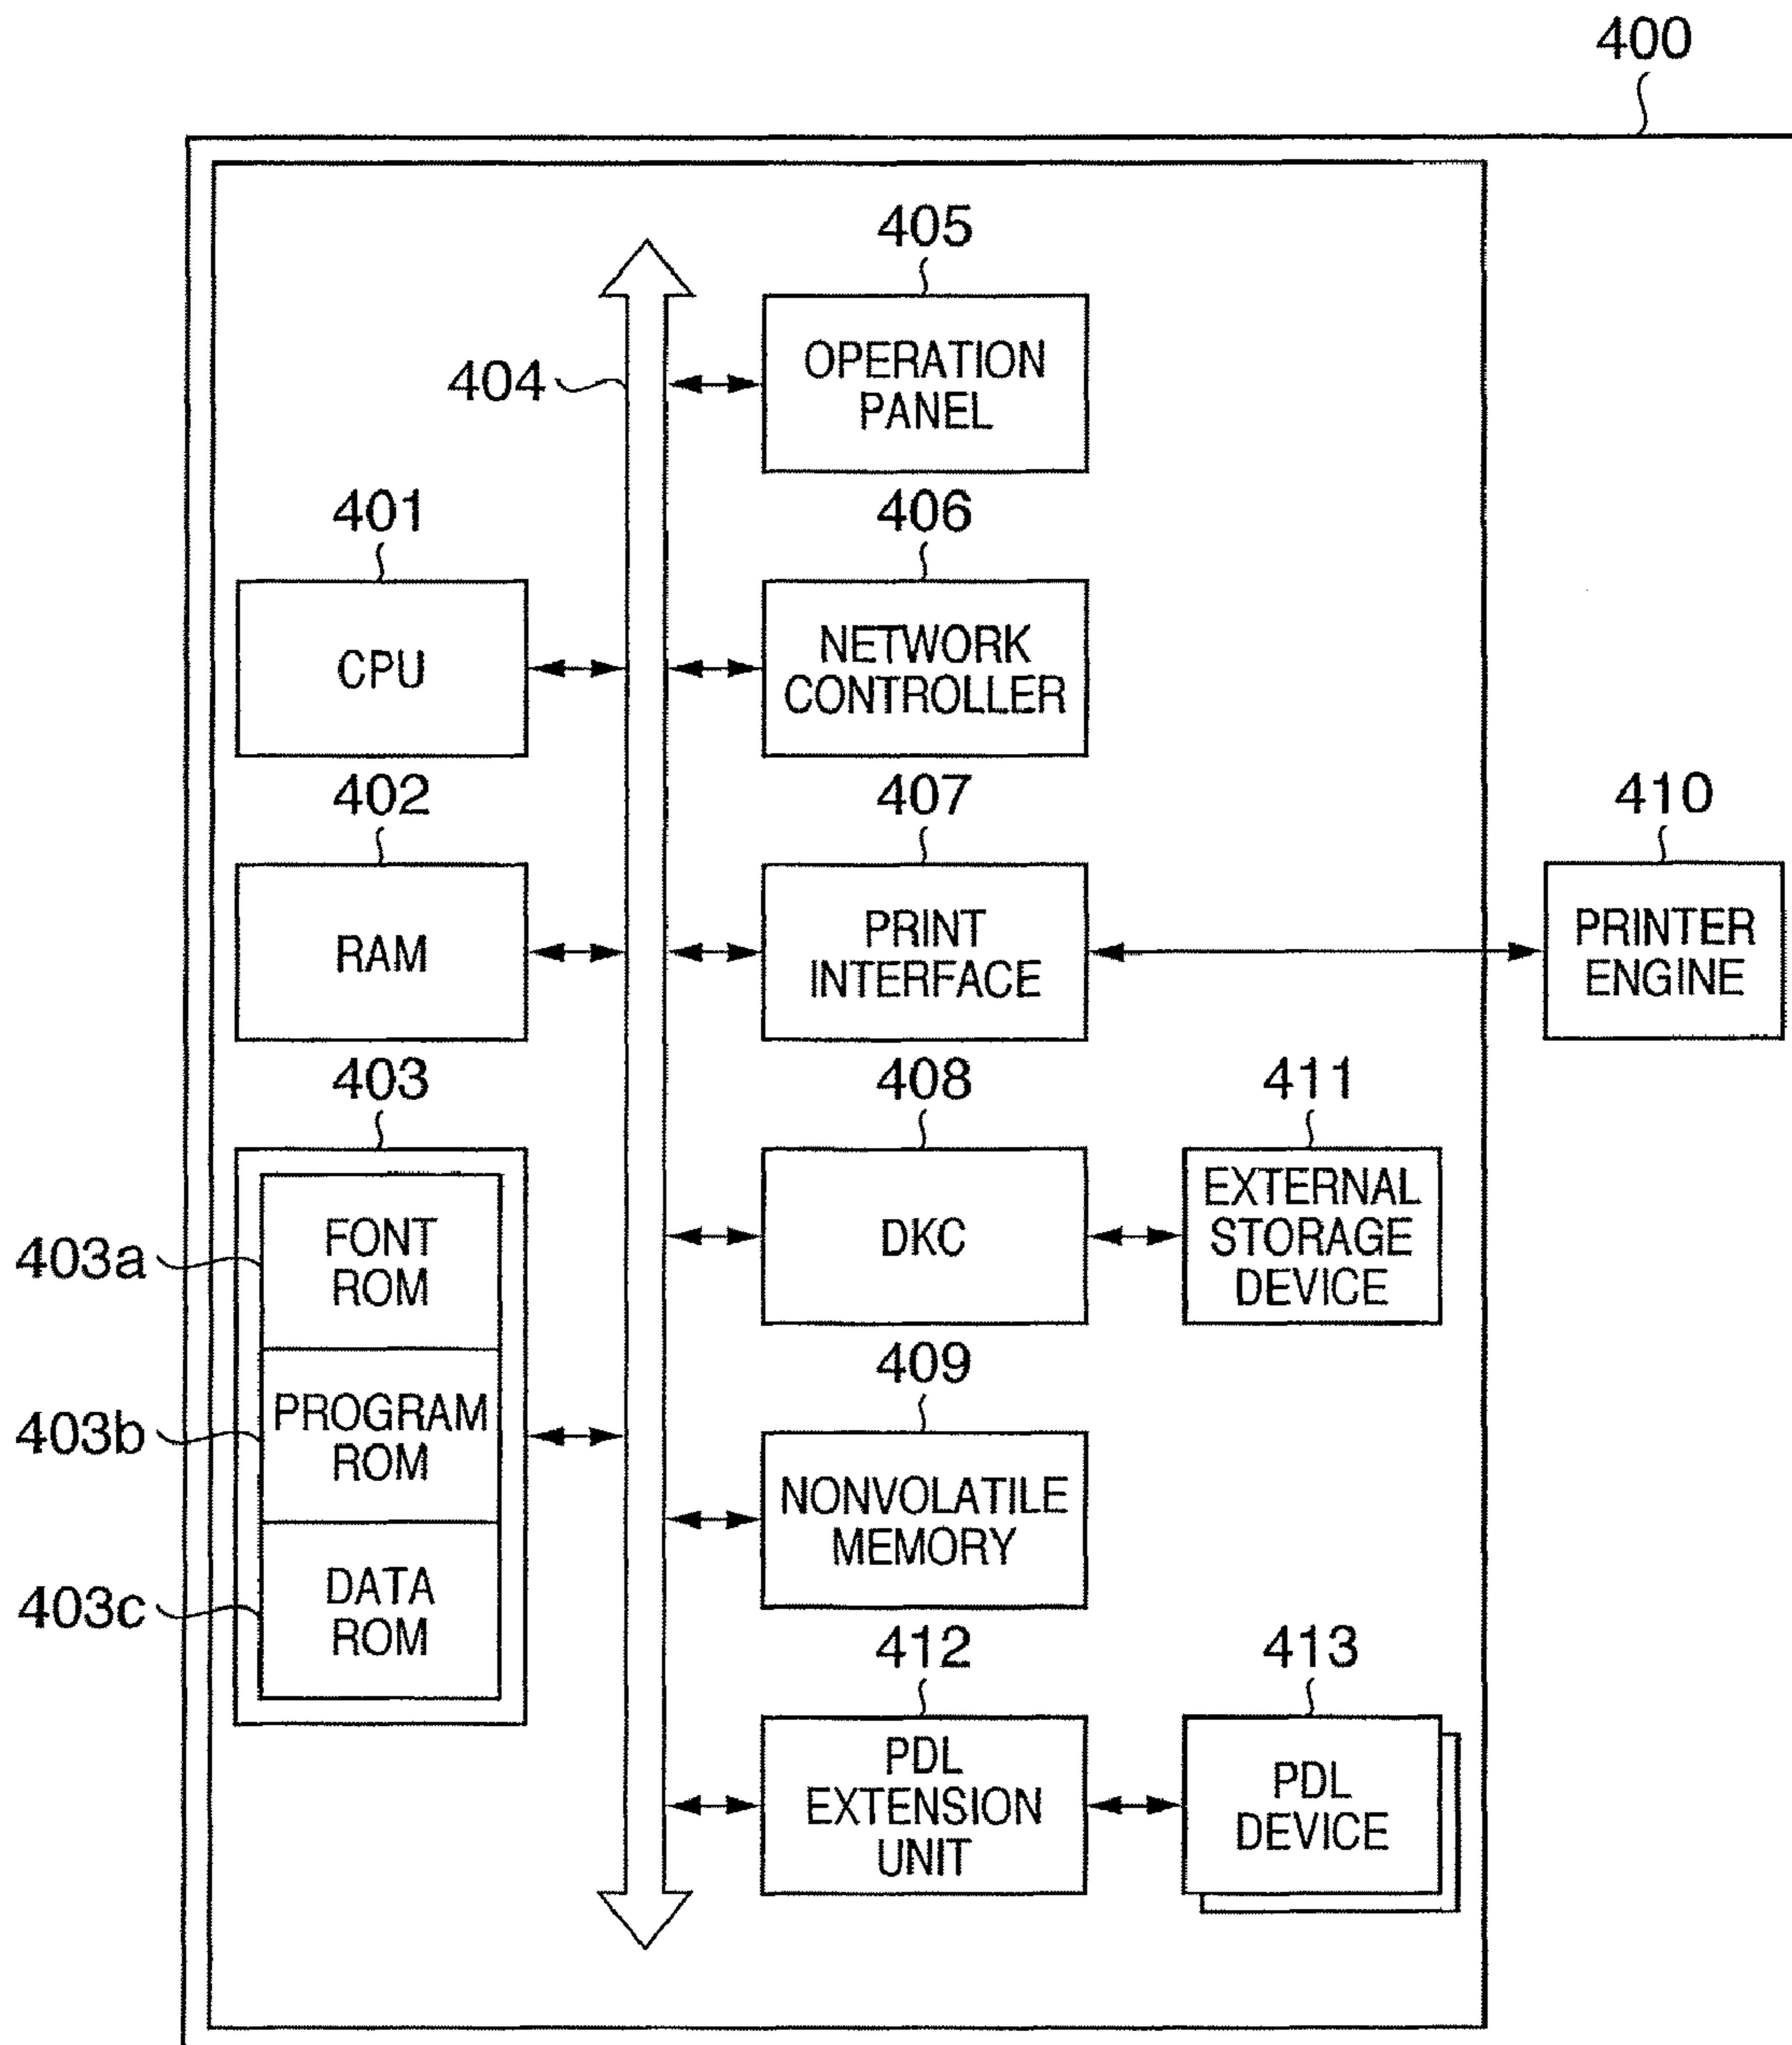 400
405
OPERATION
PANEL
404
401
CPU
406
NETWORK
CONTROLLER
402
RAM
407
PRINT
INTERFACE
410
PRINTER
ENGINE
403
403a
FONT
ROM
403b
PROGRAM
ROM
403c
DATA
ROM
408
DKC
411
EXTERNAL
STORAGE
DEVICE
409
NONVOLATILE
MEMORY
412
PDL
EXTENSION
UNIT
413
PDL
DEVICE